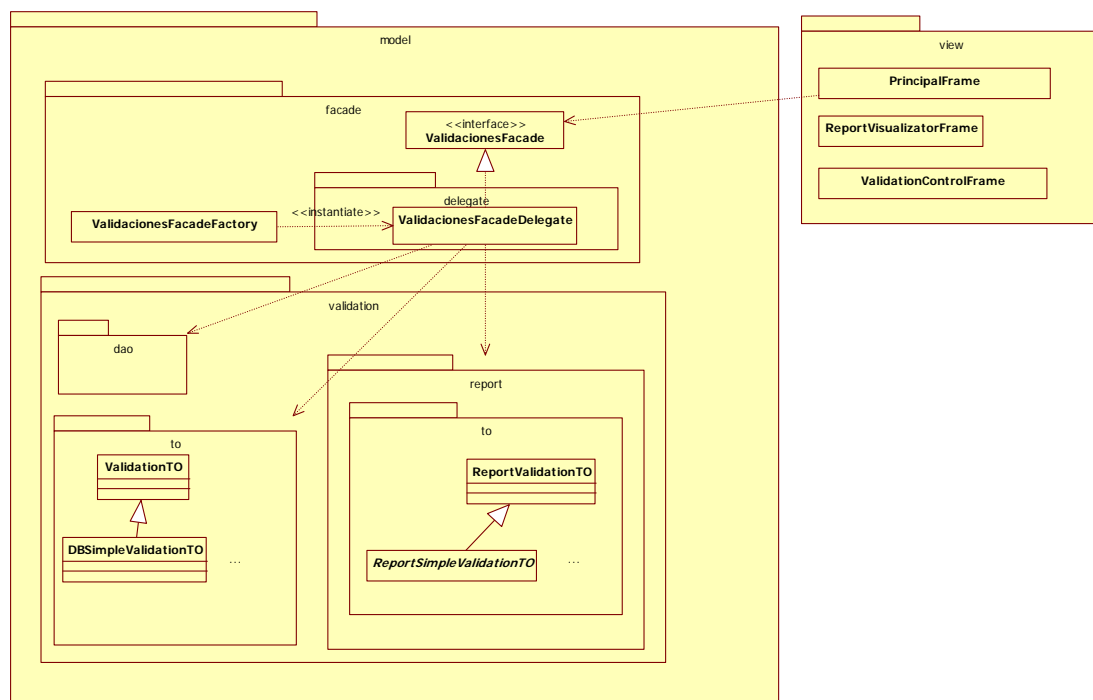 model
view
PrincipalFrame
facade
<<interface>>
ValidacionesFacade
ReportVisualizatorFrame
ValidationControlFrame
delegate
<<instantiate>>
ValidacionesFacadeFactory
ValidacionesFacadeDelegate
validation
dao
report
to
to
ValidationTO
ReportValidationTO
DBSimpleValidationTO
...
ReportSimpleValidationTO
...